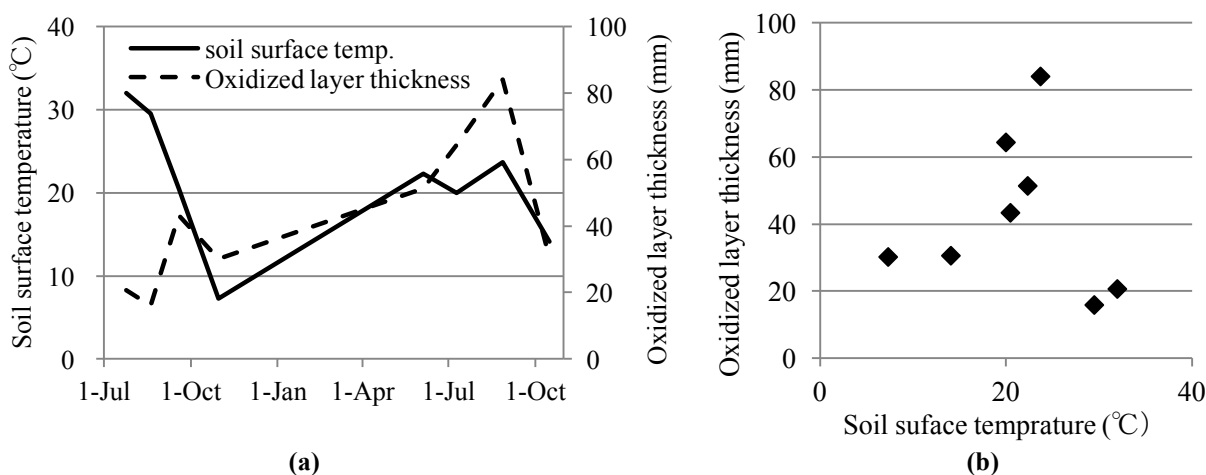 Soil surface temperature (℃)
40
30
20
10
0
soil surface temp.
Oxidized layer thickness
100
80
60
40
20
0
Oxidized layer thickness (mm)
1-Jul
1-Oct
1-Jan
1-Apr
1-Jul
1-Oct
(a)
Oxidized layer thickness (mm)
100
80
60
40
20
0
0
20
40
Soil suface temprature (℃)
(b)